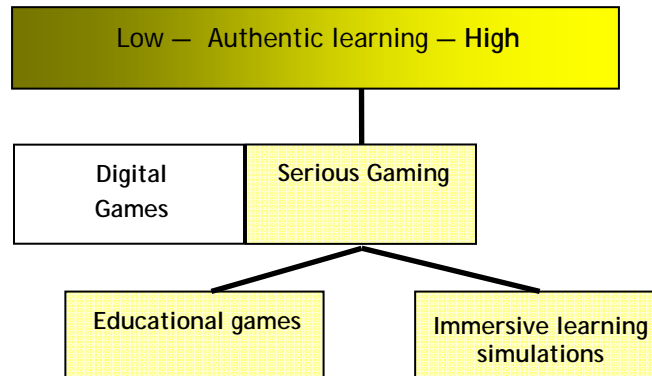 Low — Authentic learning — High
Digital
Games
Serious Gaming
Educational games
Immersive learning
simulations